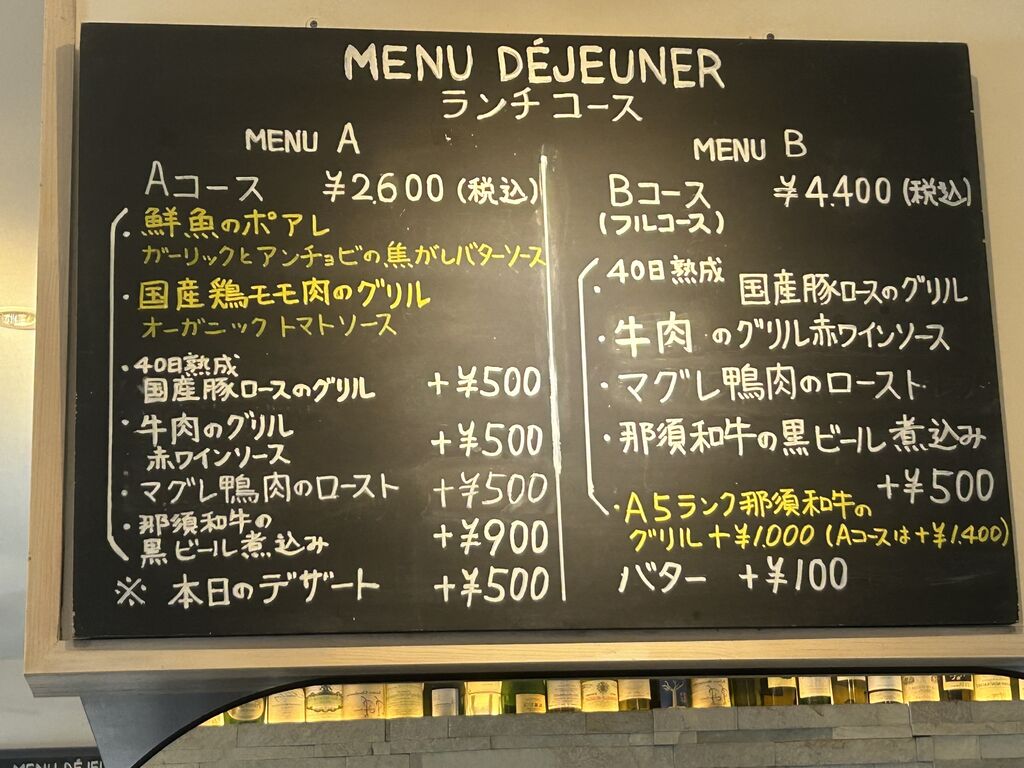 MENU DÉJEUNER
ランチコース
MENU A
Aコース ¥2,600 (税込)
・鮮魚のポアレ
ガーリックとアンチョビの焦がしバターソース
・国産鶏モモ肉のグリル
オーガニックトマトソース
・40日熟成
国産豚ロースのグリル +¥500
・牛肉のグリル
赤ワインソース +¥500
・マグレ鴨肉のロースト +¥500
・那須和牛の
黒ビール煮込み +¥900
※ 本日のデザート +¥500
MENU B
Bコース ¥4,400 (税込)
(フルコース)
・40日熟成
国産豚ロースのグリル
・牛肉のグリル赤ワインソース
・マグレ鴨肉のロースト
・那須和牛の黒ビール煮込み
+¥500
・A5ランク那須和牛の
グリル+¥1,000 (Aコースは+¥1,400)
バター +¥100